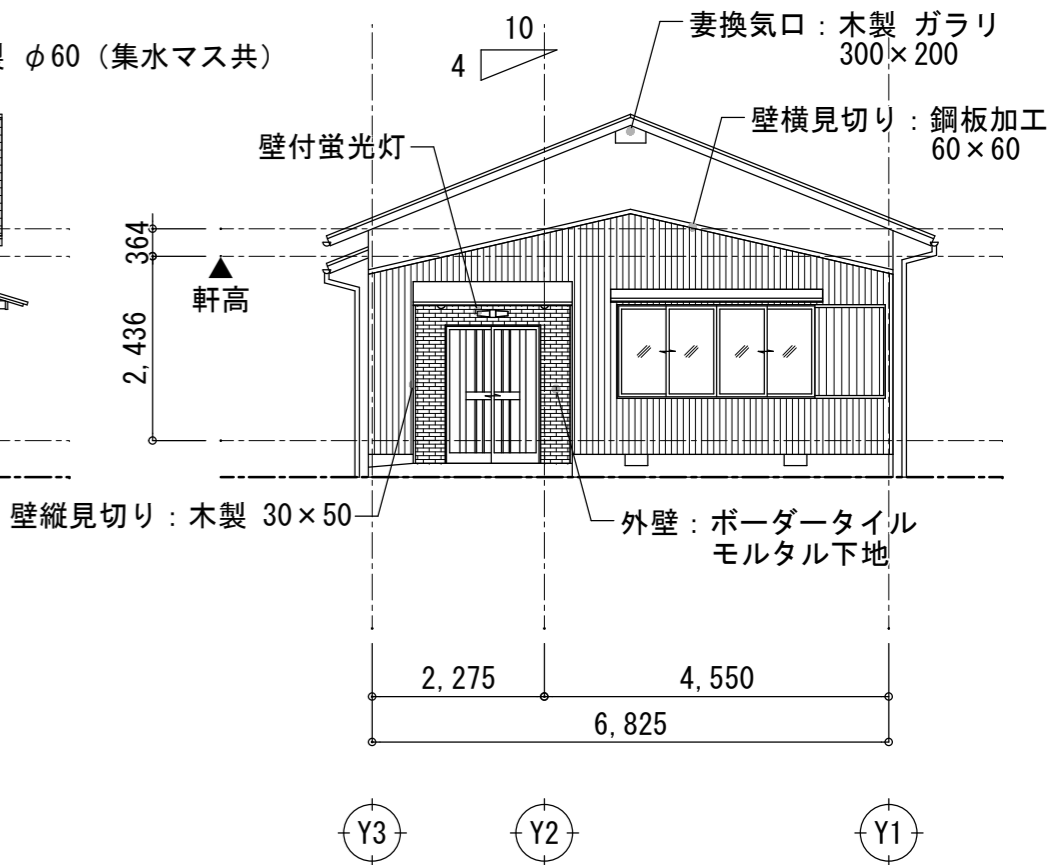 φ60（集水マス共）
10
4
妻換気口：木製 ガラリ
300×200
壁横見切り：鋼板加工
60×60
壁付蛍光灯
364
軒高
2,436
壁縦見切り：木製 30×50
外壁：ボーダータイル
モルタル下地
2,275
4,550
6,825
Y3
Y2
Y1